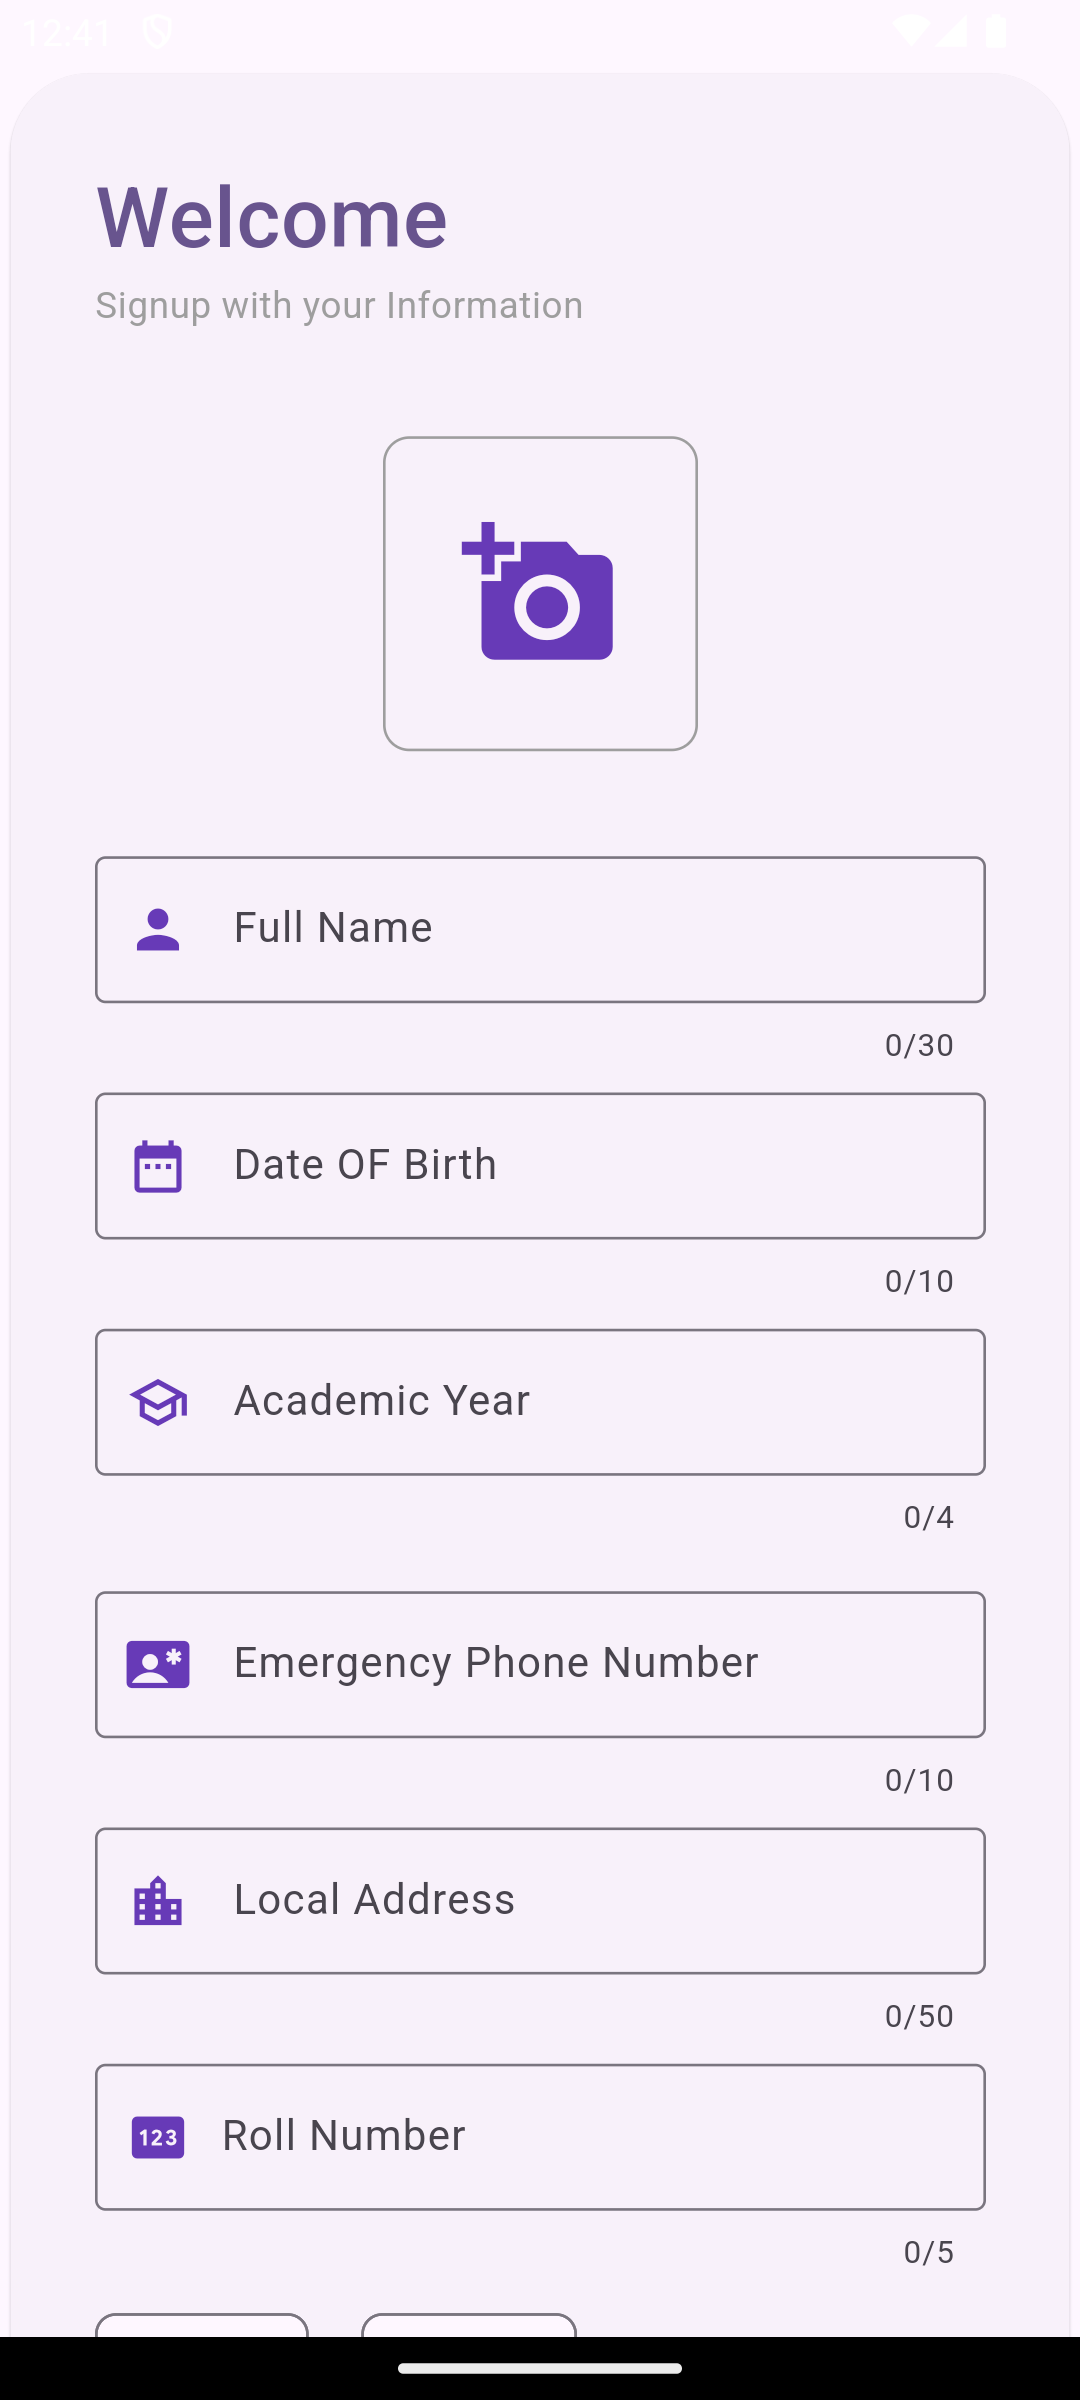 12:41
Welcome
Signup with your Information
Full Name
0/30
Date OF Birth
0/10
Academic Year
0/4
Emergency Phone Number
0/10
Local Address
0/50
123 Roll Number
0/5